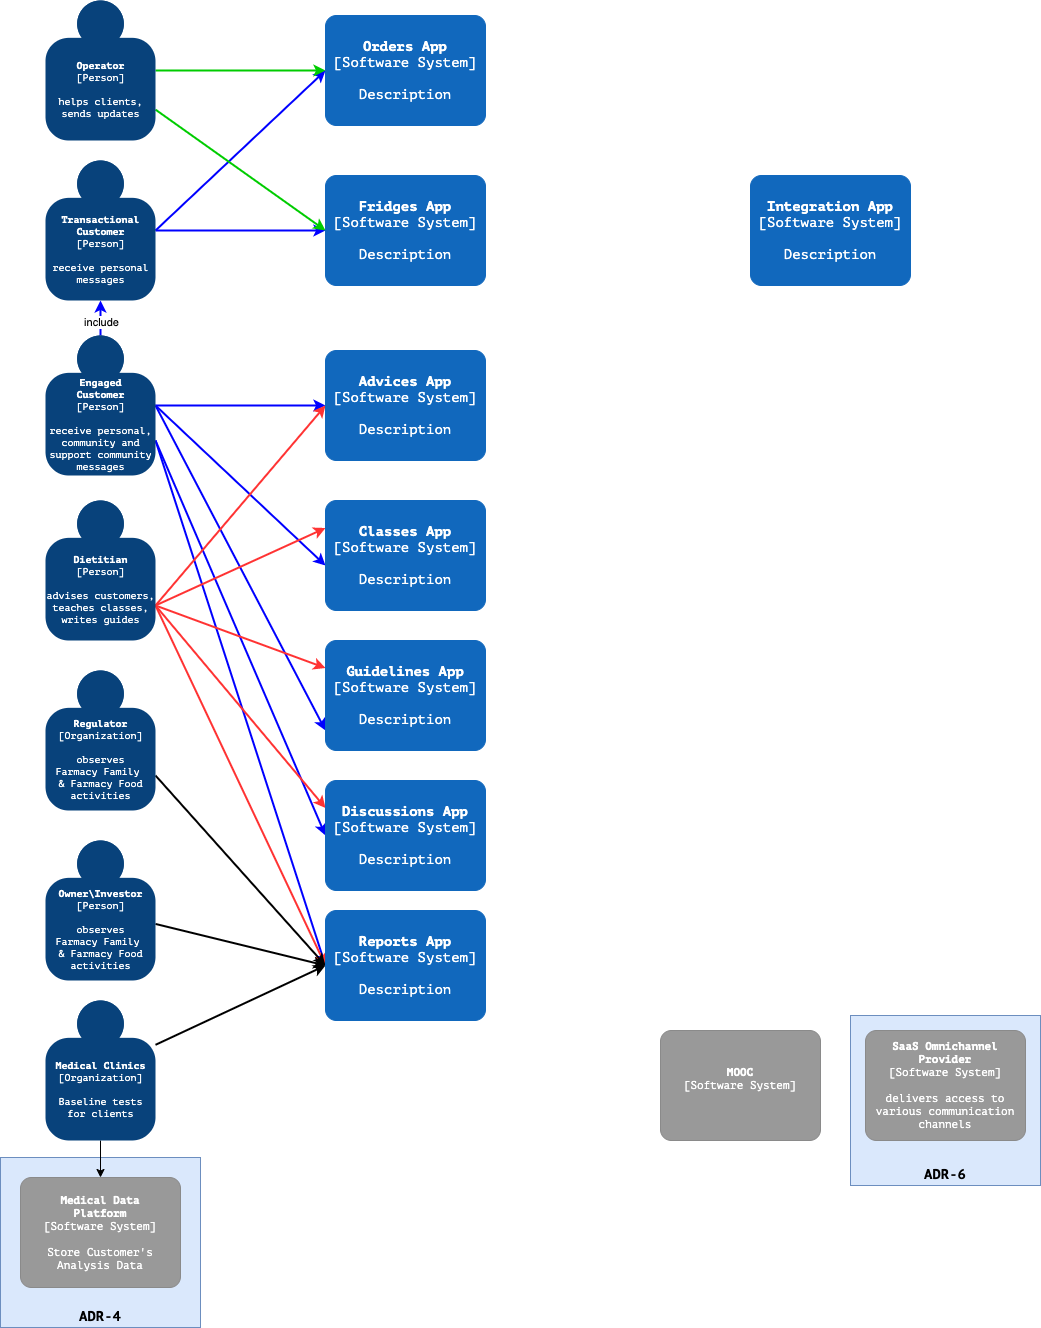 Operator
[Person]
helps clients,
sends updates
Orders App
[Software System]
Description
Transactional
Customer
[Person]
receive personal
messages
Fridges App
[Software System]
Description
Integration App
[Software System]
Description
include
Engaged
Customer
[Person]
receive personal,
community and
support community
messages
Advices App
[Software System]
Description
Dietitian
[Person]
advises customers,
teaches classes,
writes guides
Classes App
[Software System]
Description
Guidelines App
[Software System]
Description
Regulator
[Organization]
observes
Farmacy Family
& Farmacy Food
activities
Discussions App
[Software System]
Description
Owner\Investor
[Person]
observes
Farmacy Family
& Farmacy Food
activities
Reports App
[Software System]
Description
Medical Clinics
[Organization]
Baseline tests
for clients
MOOC
[Software System]
SaaS Omnichannel
Provider
[Software System]
delivers access to
various communication
channels
ADR-6
Medical Data
Platform
[Software System]
Store Customer's
Analysis Data
ADR-4